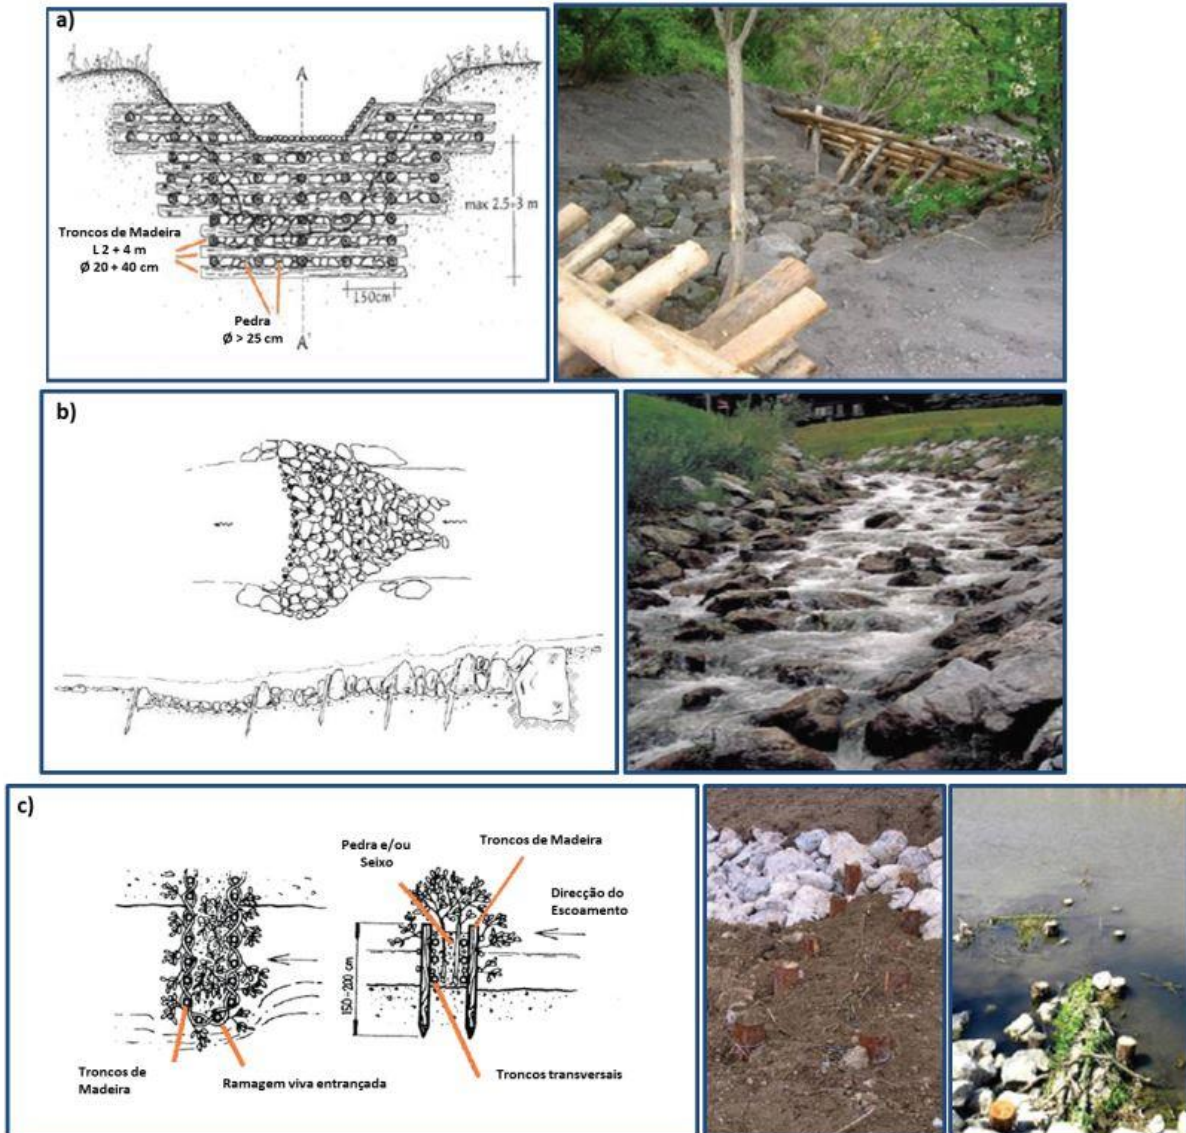 a)
A
max 2.5÷3 m
Troncos de Madeira
L 2 ÷ 4 m
Ø 20 ÷ 40 cm
150cm
Pedra
Ø > 25 cm
A'
b)
c)
Pedra e/ou
Seixo
Troncos de Madeira
Direcção do
Escoamento
150-200 cm
Troncos de
Madeira
Ramagem viva entrançada
Troncos transversais